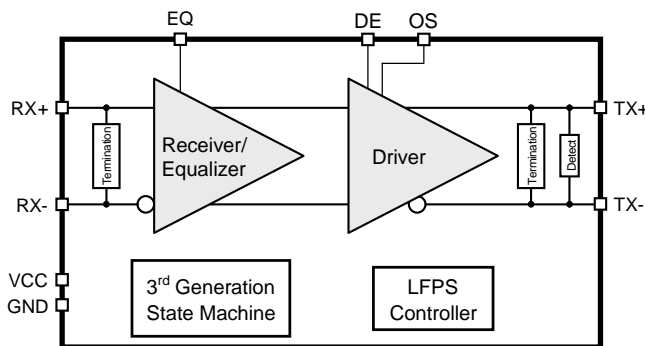 EQ
DE
OS
RX+
TX+
Receiver/
Equalizer
Driver
Termination
Termination
Detect
RX-
TX-
VCC
GND
3rd Generation
State Machine
LFPS
Controller